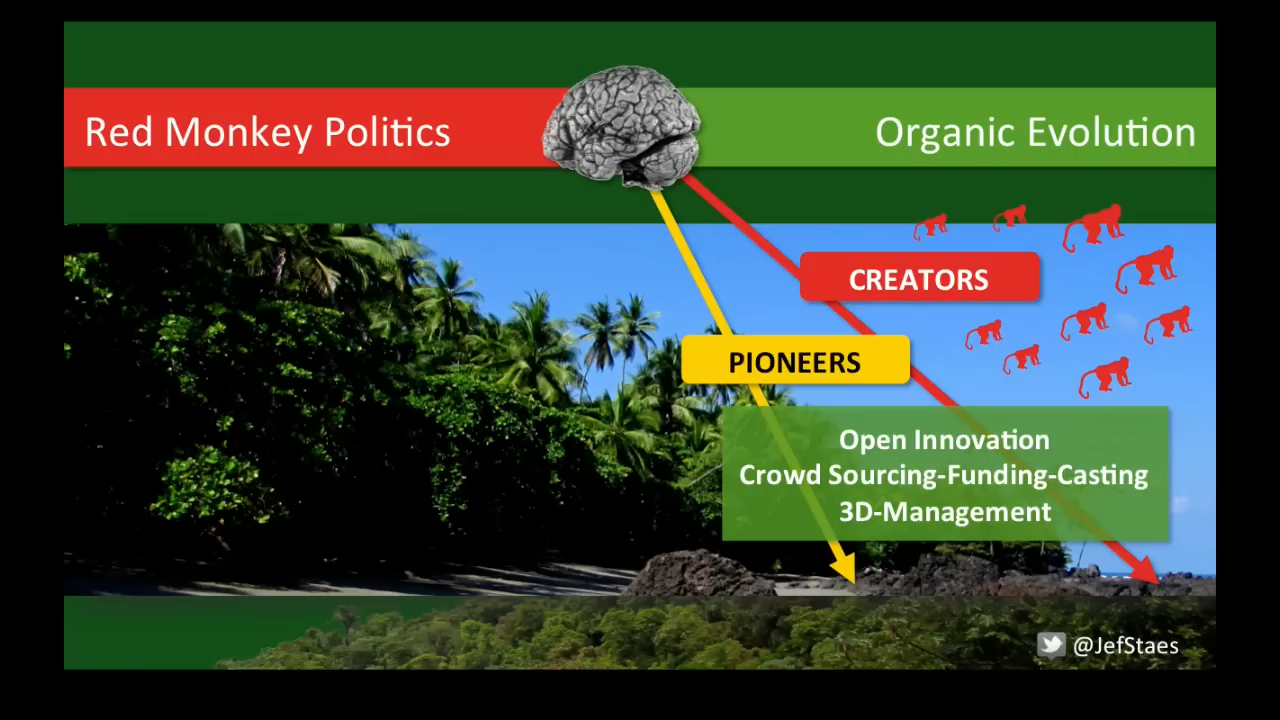 Red Monkey Politics
Organic Evolution
CREATORS
PIONEERS
Open Innovation
Crowd Sourcing-Funding-Casting
3D-Management
@JefStaes